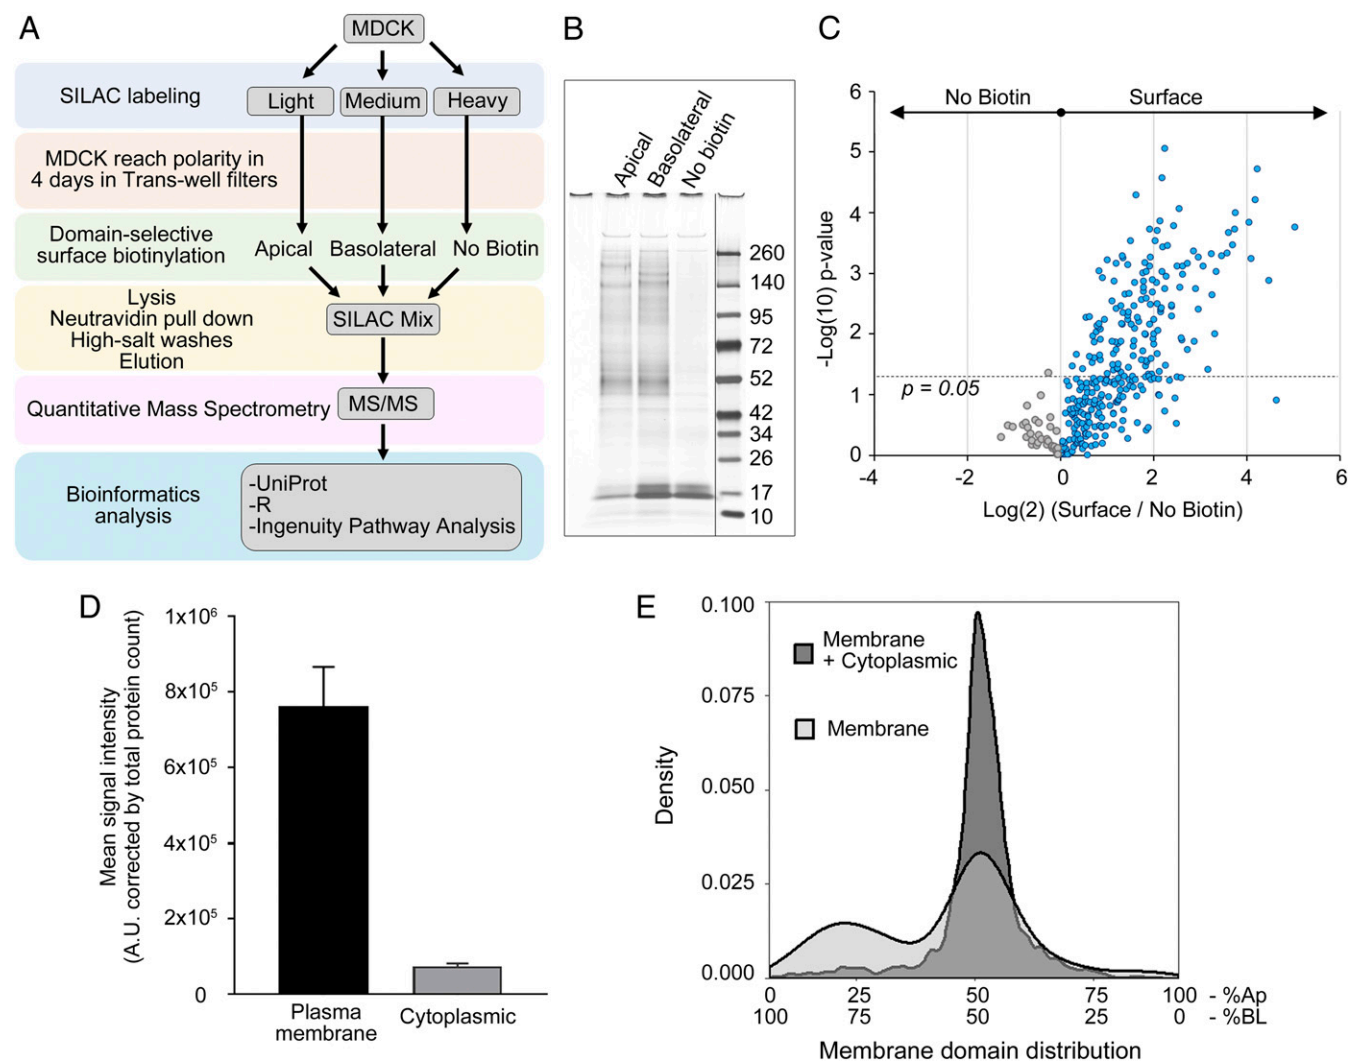 A
MDCK
SILAC labeling
Light
Medium
Heavy
MDCK reach polarity in
4 days in Trans-well filters
Domain-selective
surface biotinylation
Apical
Basolateral
No Biotin
Lysis
Neutravidin pull down
High-salt washes
Elution
SILAC Mix
Quantitative Mass Spectrometry
MS/MS
Bioinformatics
analysis
-UniProt
-R
-Ingenuity Pathway Analysis
B
Apical
Basolateral
No biotin
260
140
95
72
52
42
34
26
17
10
C
No Biotin
Surface
6
5
4
3
2
1
0
-Log(10) p-value
p = 0.05
-4
-2
0
2
4
6
Log(2) (Surface / No Biotin)
D
Mean signal intensity
(A.U. corrected by total protein count)
1x10⁶
8x10⁵
6x10⁵
4x10⁵
2x10⁵
0
Plasma
membrane
Cytoplasmic
E
Density
0.100
0.075
0.050
0.025
0.000
Membrane
+ Cytoplasmic
Membrane
0 25 50 75 100 - %Ap
100 75 50 25 0 - %BL
Membrane domain distribution